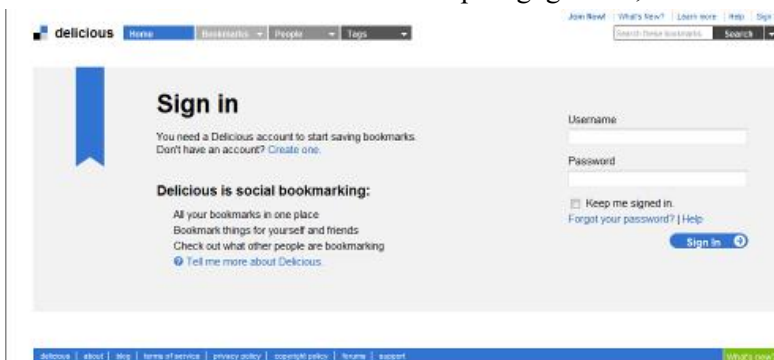 Join Now! | What's New? | Learn more | Help | Sign
delicious Home Bookmarks People Tags
Search these bookmarks Search
Sign in
You need a Delicious account to start saving bookmarks.
Don't have an account? Create one.
Delicious is social bookmarking:
All your bookmarks in one place
Bookmark things for yourself and friends
Check out what other people are bookmarking
Tell me more about Delicious.
Username
Password
Keep me signed in.
Forgot your password? | Help
Sign In
delicious | about | blog | terms of service | privacy policy | copyright policy | forums | support
What's new?